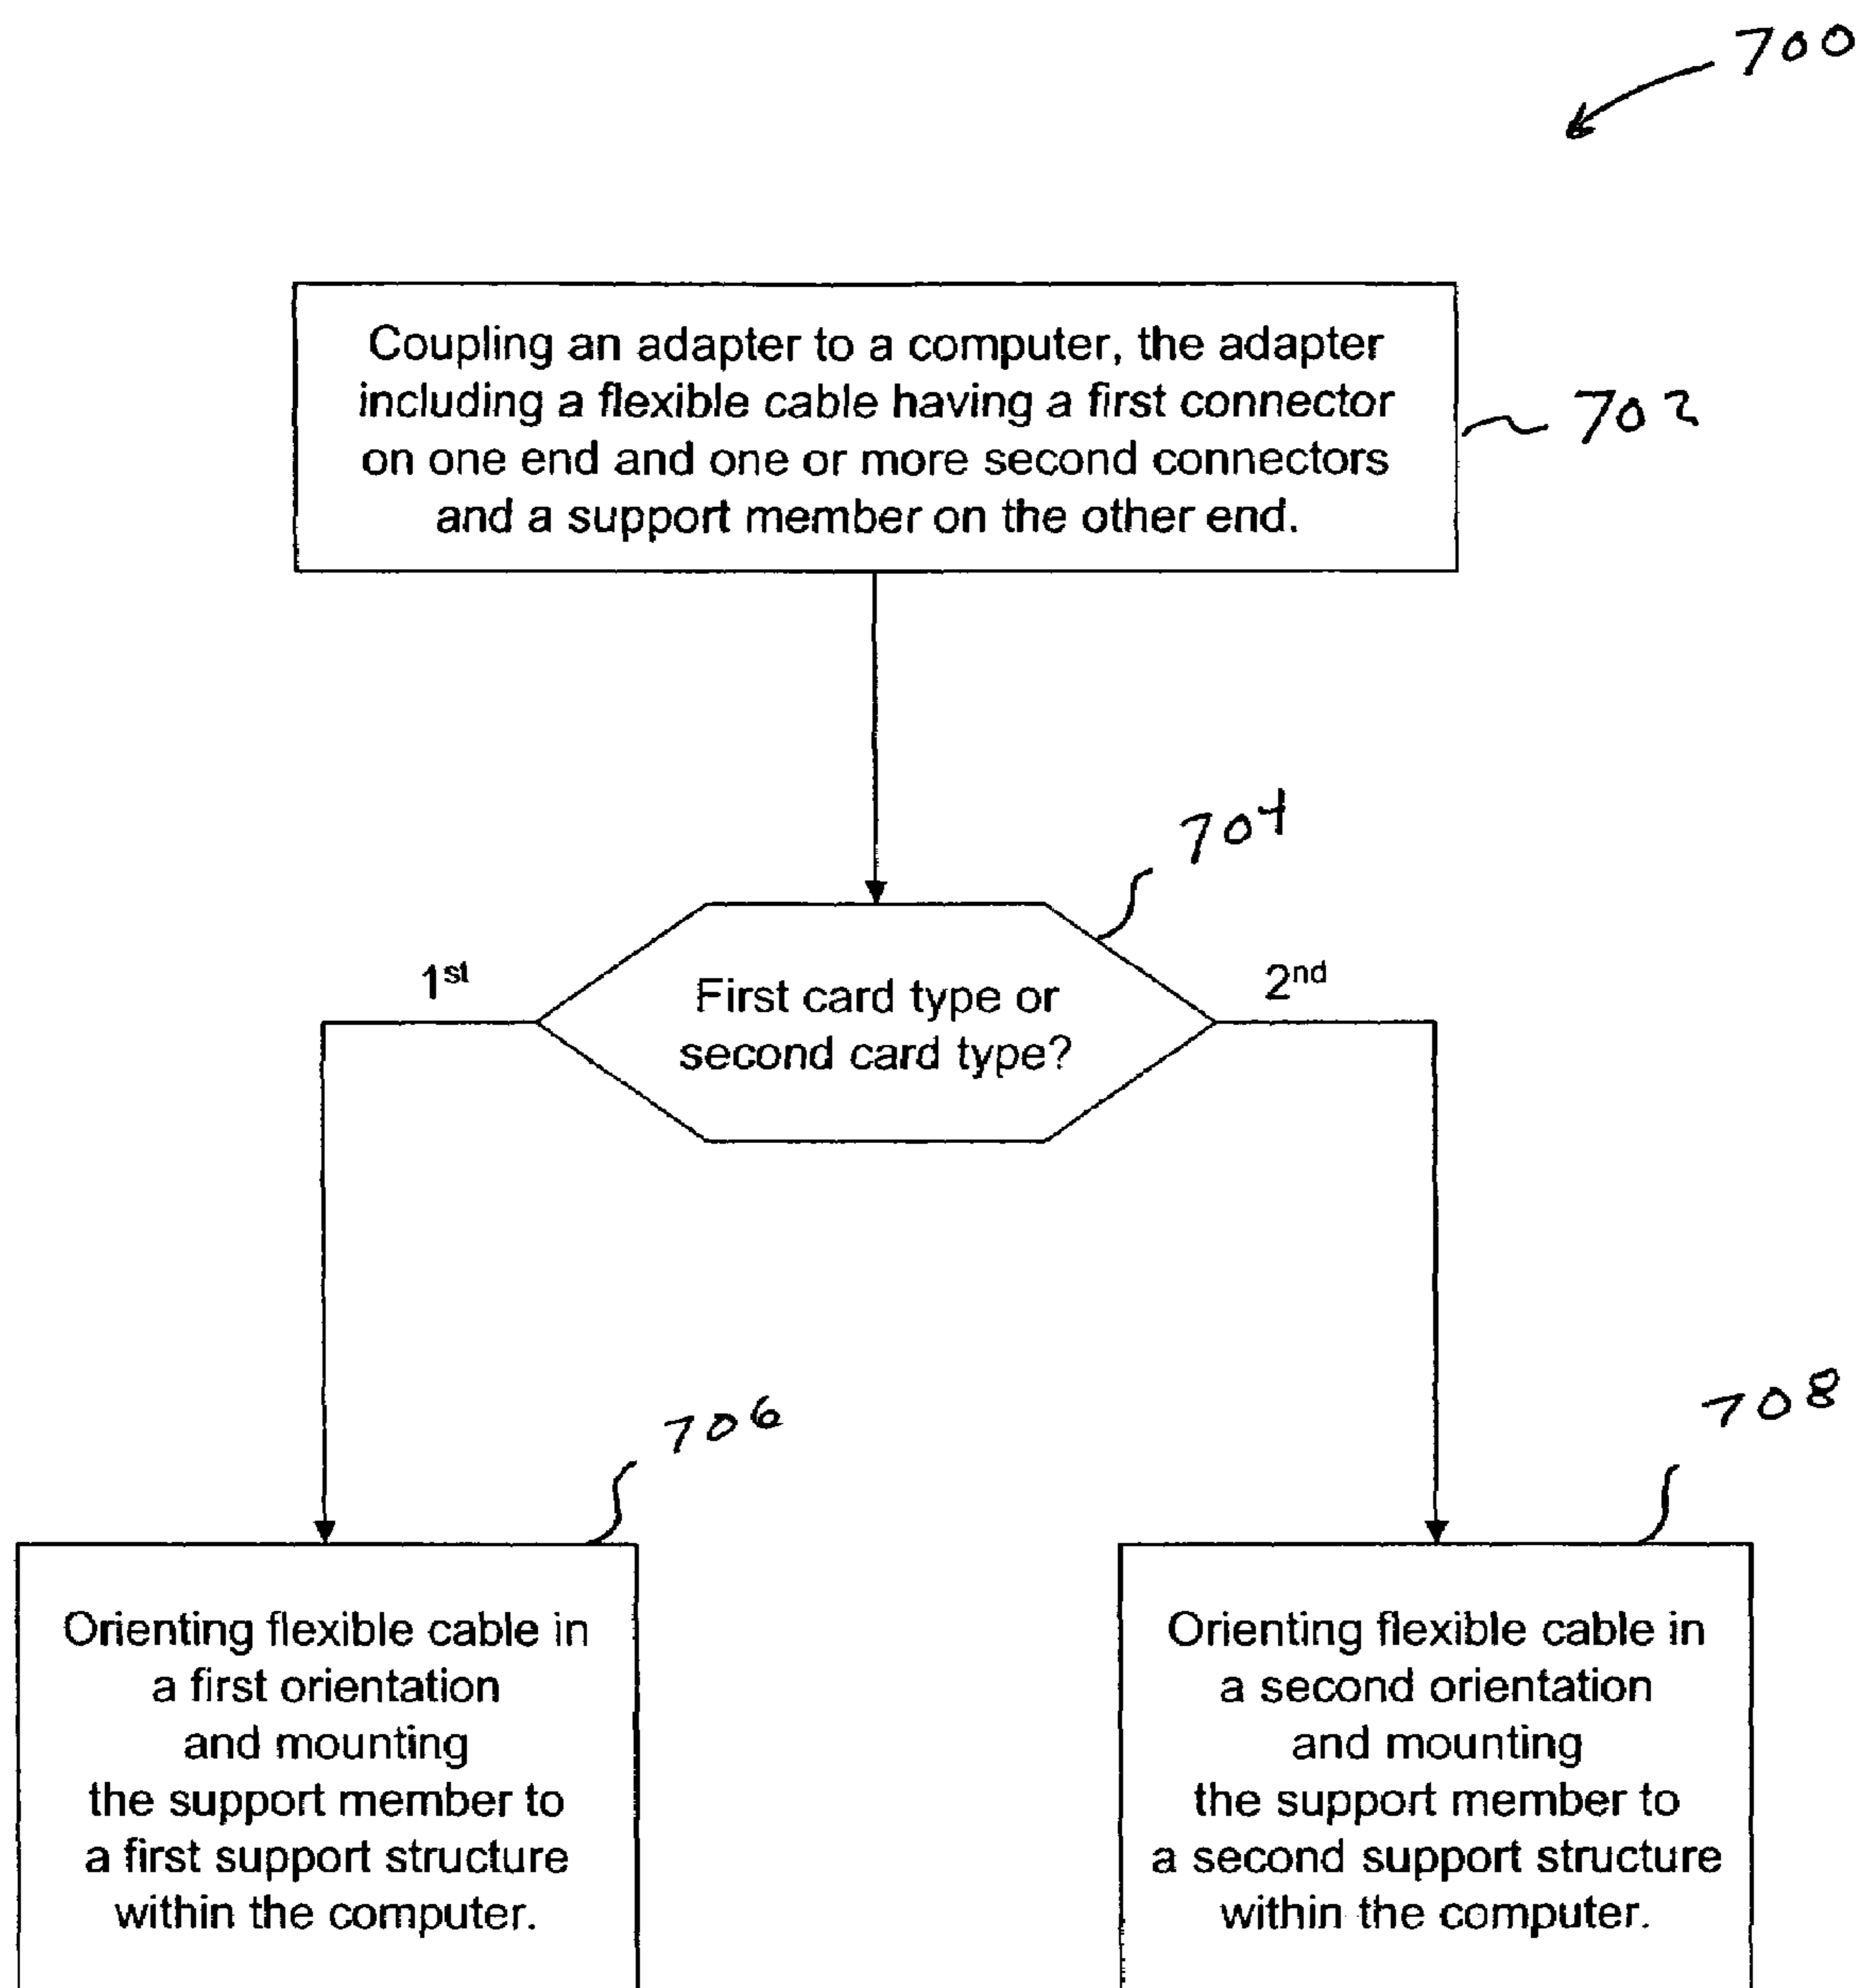 700
Coupling an adapter to a computer, the adapter
including a flexible cable having a first connector
on one end and one or more second connectors
and a support member on the other end.
702
704
1st
First card type or
second card type?
2nd
706
708
Orienting flexible cable in
a first orientation
and mounting
the support member to
a first support structure
within the computer.
Orienting flexible cable in
a second orientation
and mounting
the support member to
a second support structure
within the computer.